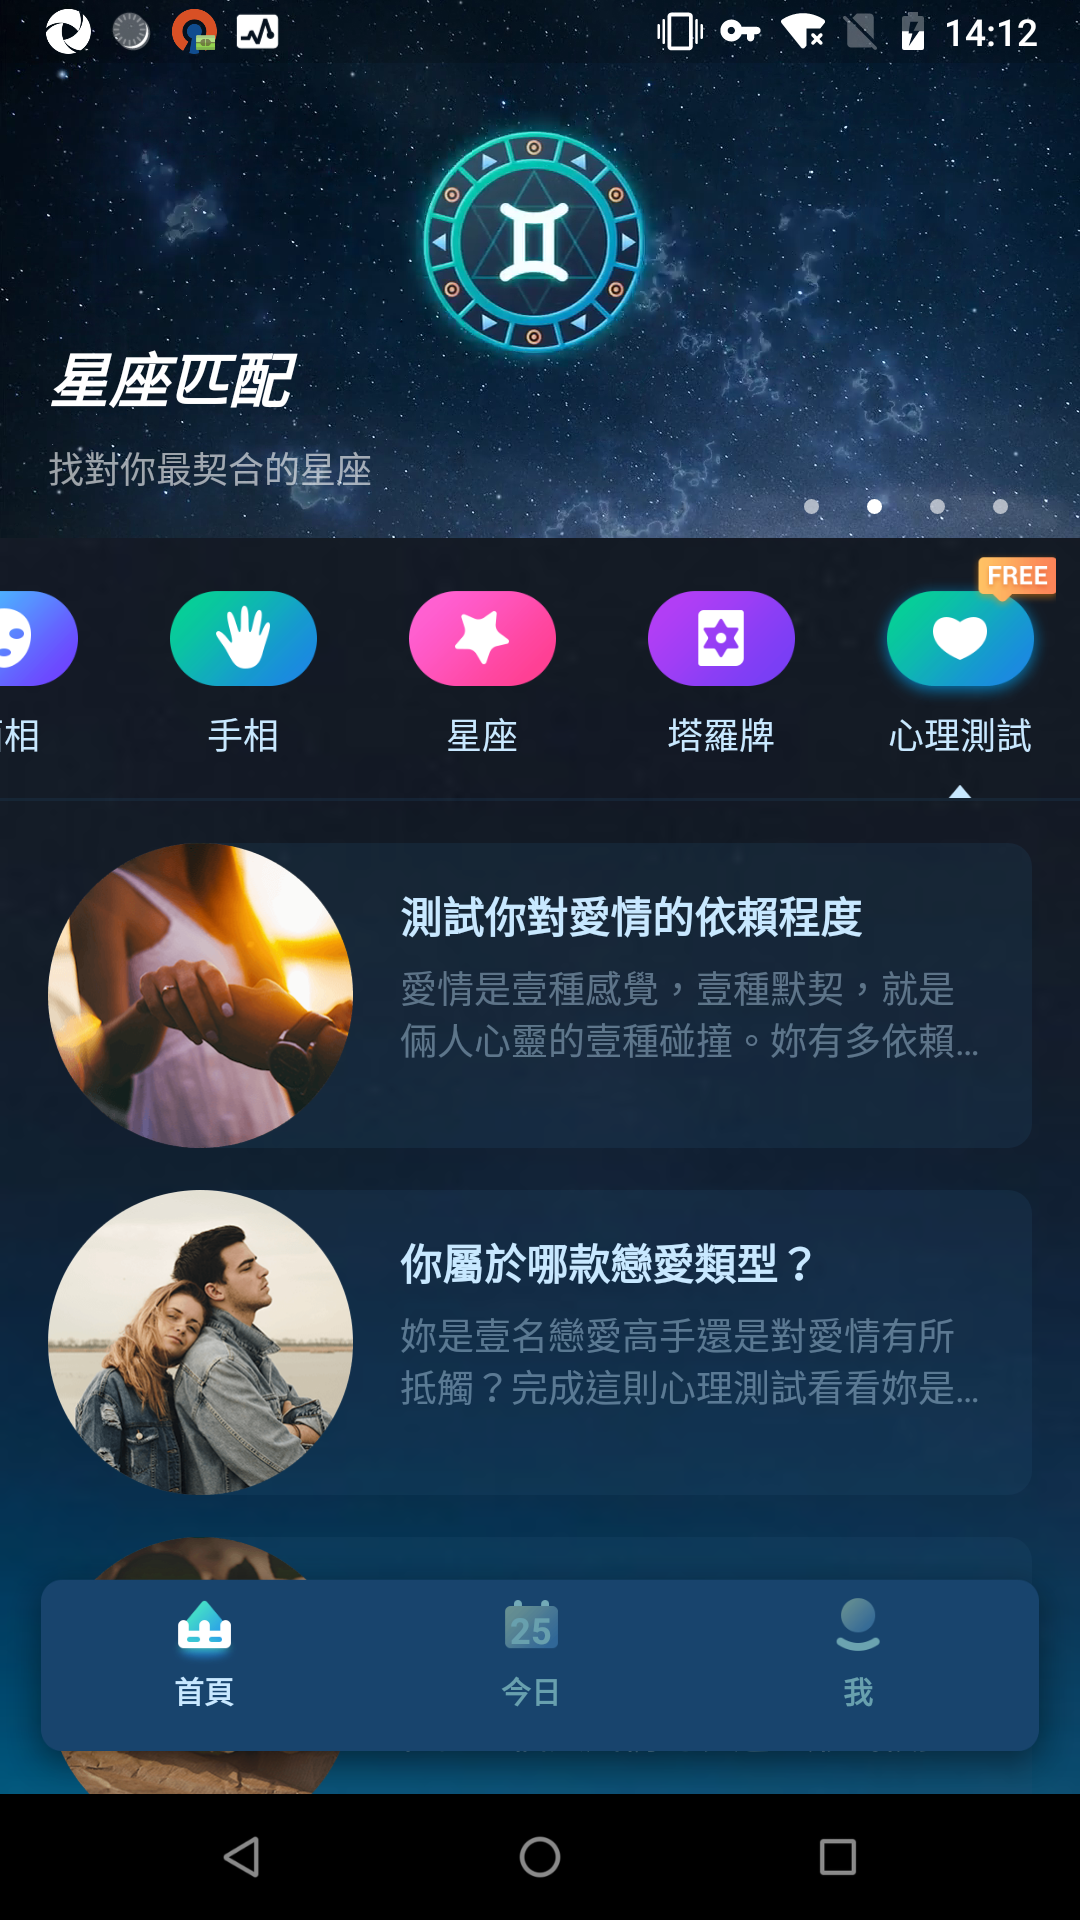 14:12
星座匹配
找對你最契合的星座
FREE
相
手相
星座
塔羅牌
心理測試
測試你對愛情的依賴程度
愛情是壹種感覺，壹種默契，就是
倆人心靈的壹種碰撞。妳有多依賴...
你屬於哪款戀愛類型？
妳是壹名戀愛高手還是對愛情有所
抵觸？完成這則心理測試看看妳是...
25
首頁
今日
我